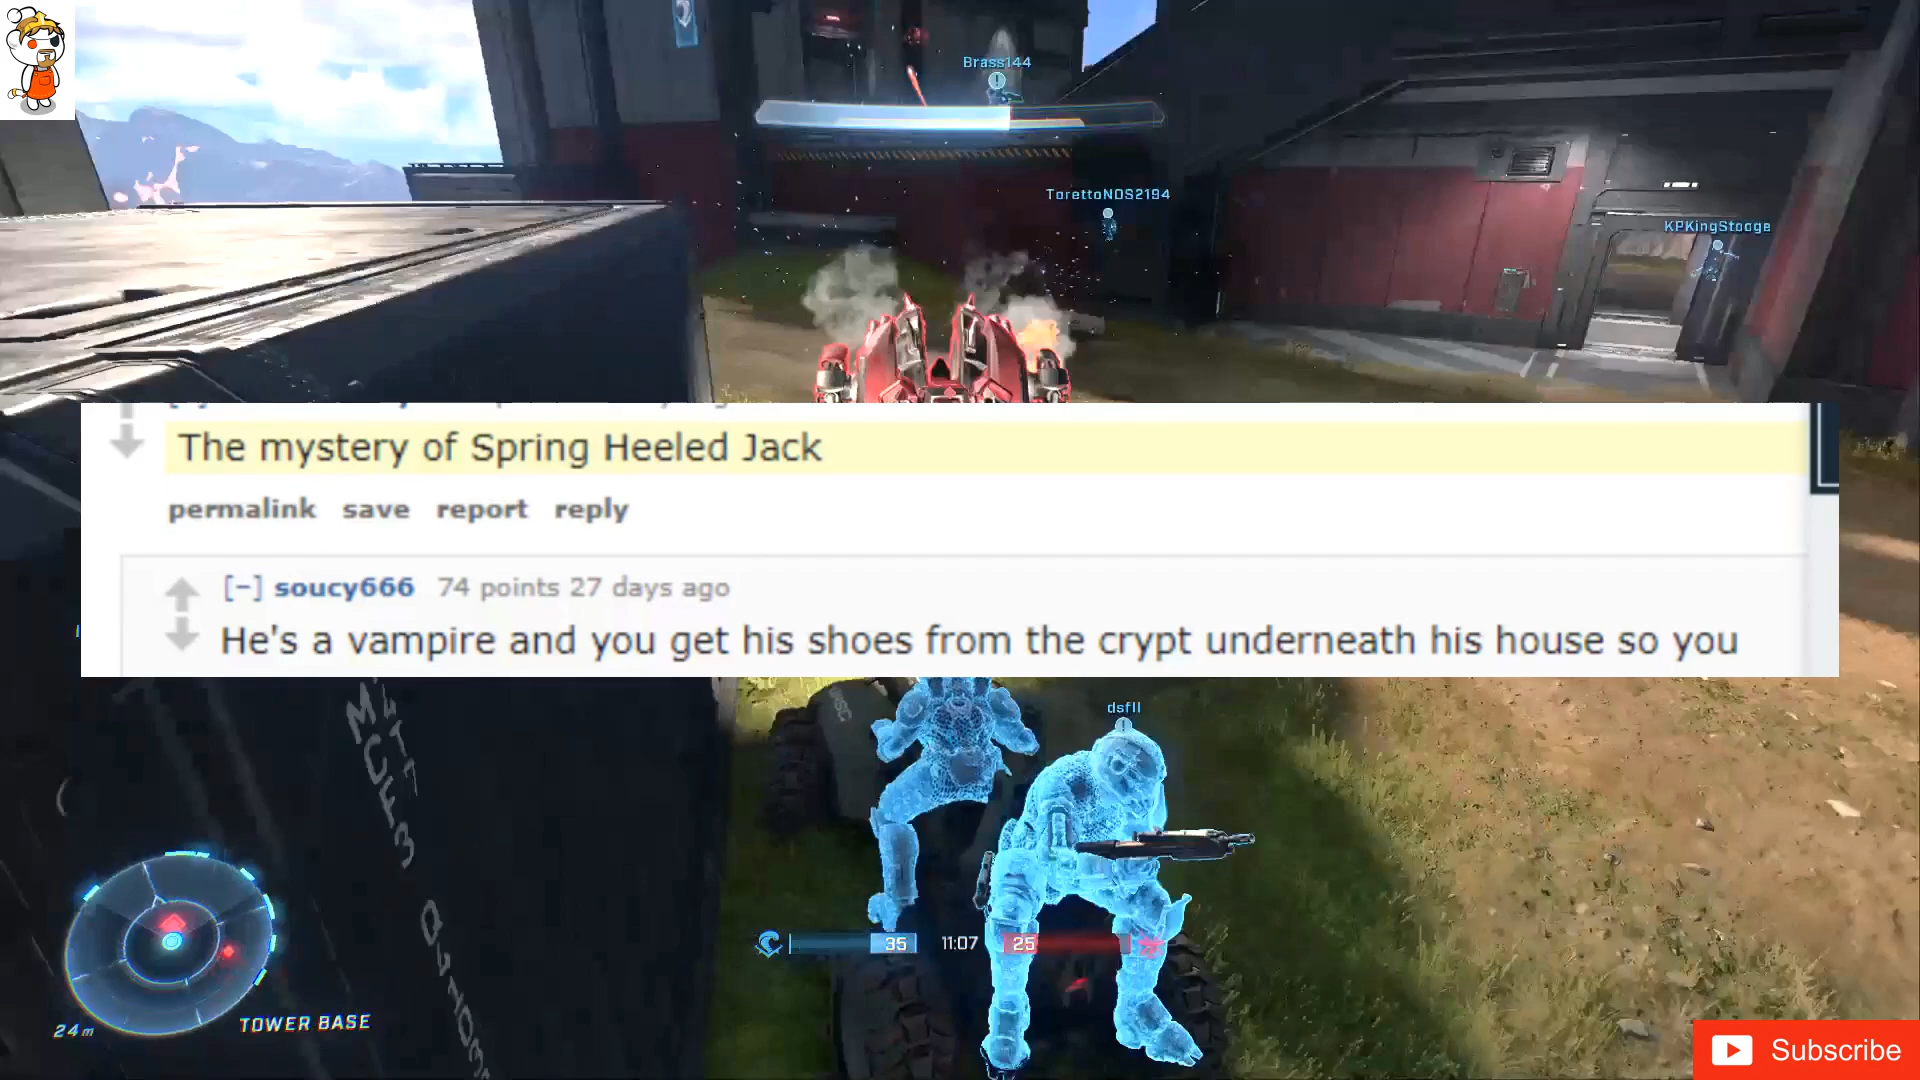 Brass144
TorettoNOS2194
KPKingStooge
The mystery of Spring Heeled Jack
permalink save report reply
[-] soucy666 74 points 27 days ago
He's a vampire and you get his shoes from the crypt underneath his house so you
dsfll
35 11:07 25
24m
TOWER BASE
Subscribe